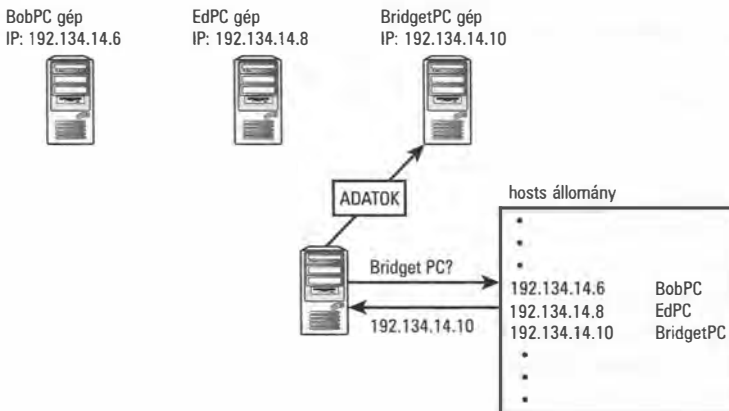 BobPC gép
IP: 192.134.14.6
EdPC gép
IP: 192.134.14.8
BridgetPC gép
IP: 192.134.14.10
ADATOK
hosts állomány
Bridget PC?
192.134.14.10
192.134.14.6 BobPC
192.134.14.8 EdPC
192.134.14.10 BridgetPC